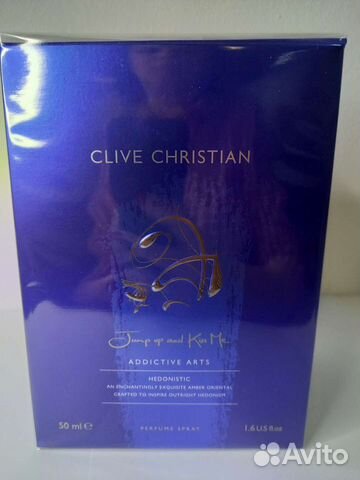 CLIVE CHRISTIAN
Jump up and Kiss Me
ADDICTIVE ARTS
HEDONISTIC
AN ENCHANTINGLY EXQUISITE AMBER ORIENTAL
CRAFTED TO INSPIRE OUTRIGHT HEDONISM
50 ml e PERFUME SPRAY 1.6 U.S fl.oz
Avito